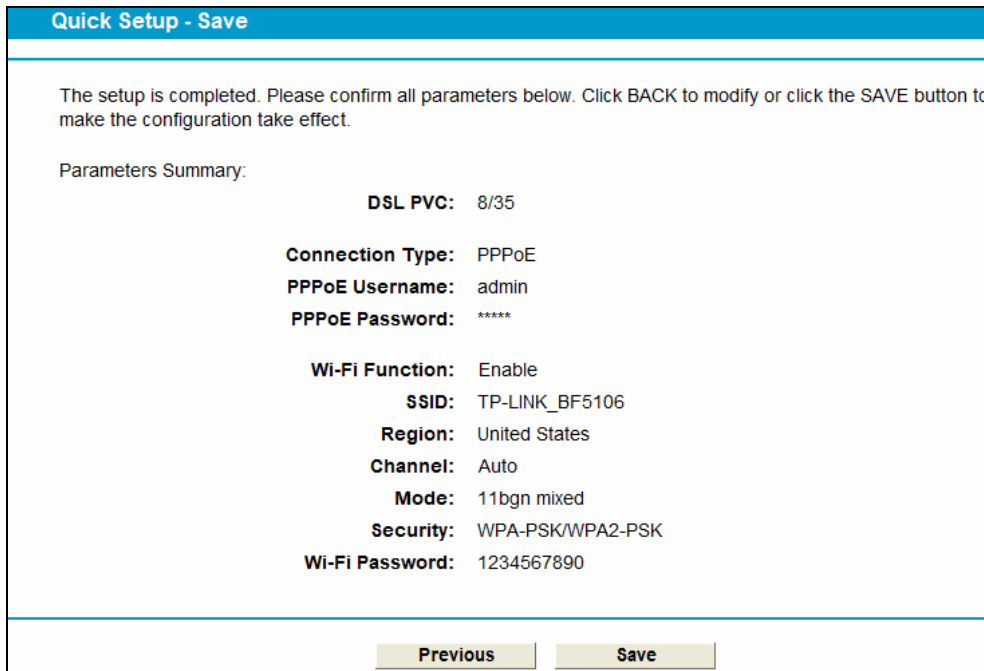 Quick Setup - Save
The setup is completed. Please confirm all parameters below. Click BACK to modify or click the SAVE button to
make the configuration take effect.
Parameters Summary:
DSL PVC: 8/35
Connection Type: PPPoE
PPPoE Username: admin
PPPoE Password: *****
Wi-Fi Function: Enable
SSID: TP-LINK_BF5106
Region: United States
Channel: Auto
Mode: 11bgn mixed
Security: WPA-PSK/WPA2-PSK
Wi-Fi Password: 1234567890
Previous Save